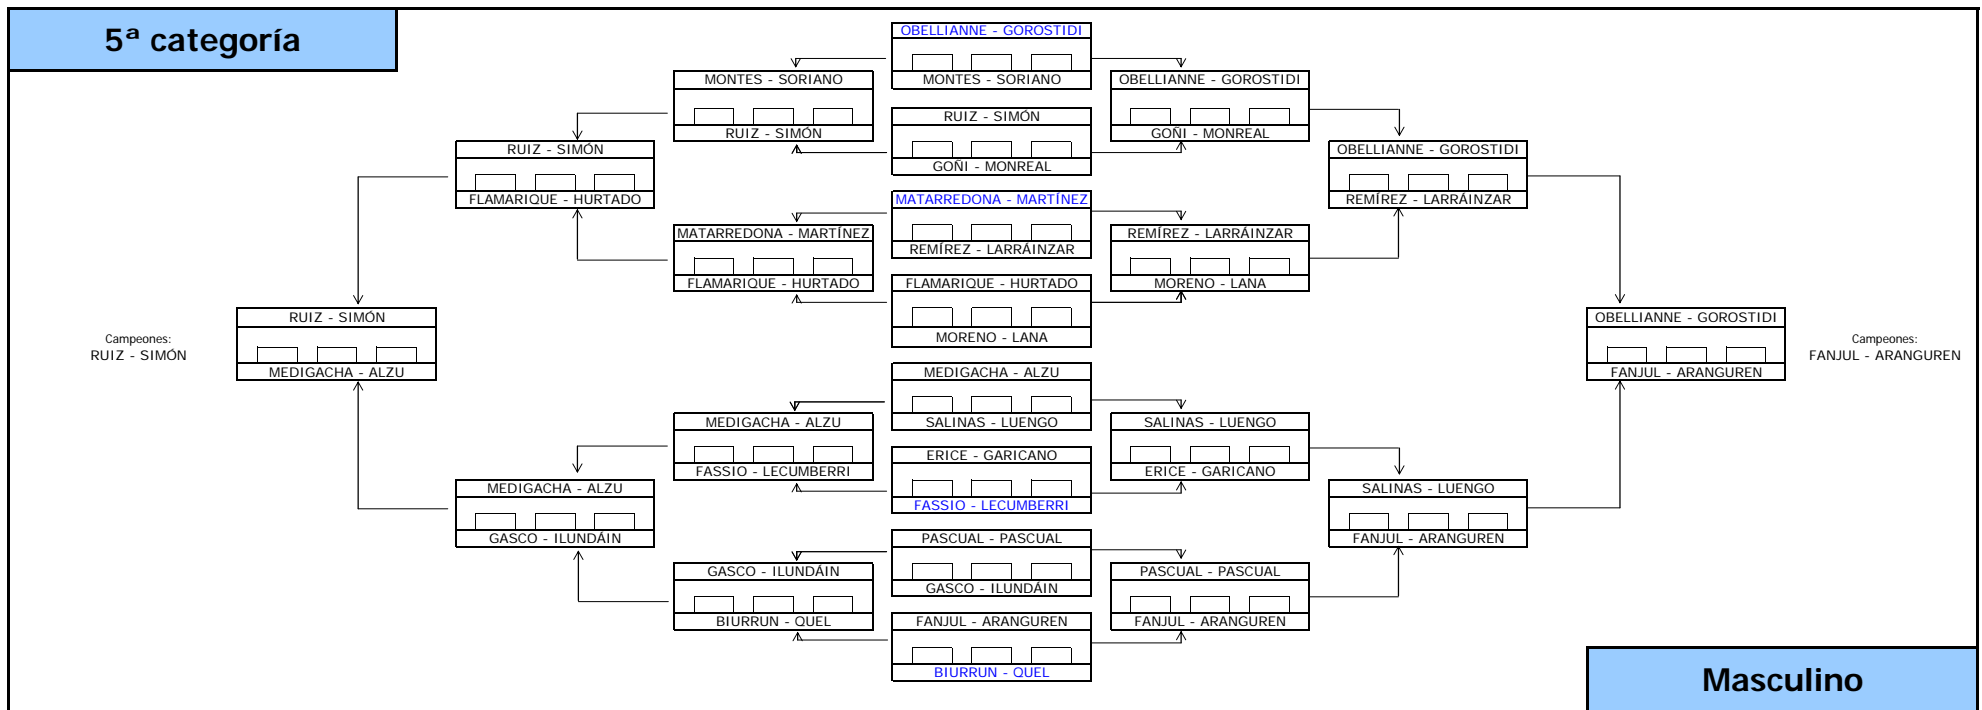 5ª categoría
OBELLIANNE - GOROSTIDI
MONTES - SORIANO
MONTES - SORIANO
RUIZ - SIMÓN
OBELLIANNE - GOROSTIDI
GOÑI - MONREAL
RUIZ - SIMÓN
GOÑI - MONREAL
RUIZ - SIMÓN
FLAMARIQUE - HURTADO
OBELLIANNE - GOROSTIDI
REMÍREZ - LARRÁINZAR
MATARREDONA - MARTÍNEZ
REMÍREZ - LARRÁINZAR
MATARREDONA - MARTÍNEZ
FLAMARIQUE - HURTADO
REMÍREZ - LARRÁINZAR
MORENO - LANA
FLAMARIQUE - HURTADO
MORENO - LANA
Campeones:
RUIZ - SIMÓN
RUIZ - SIMÓN
MEDIGACHA - ALZU
OBELLIANNE - GOROSTIDI
FANJUL - ARANGUREN
Campeones:
FANJUL - ARANGUREN
MEDIGACHA - ALZU
SALINAS - LUENGO
MEDIGACHA - ALZU
FASSIO - LECUMBERRI
SALINAS - LUENGO
ERICE - GARICANO
ERICE - GARICANO
FASSIO - LECUMBERRI
MEDIGACHA - ALZU
GASCO - ILUNDÁIN
SALINAS - LUENGO
FANJUL - ARANGUREN
PASCUAL - PASCUAL
GASCO - ILUNDÁIN
GASCO - ILUNDÁIN
BIURRUN - QUEL
PASCUAL - PASCUAL
FANJUL - ARANGUREN
FANJUL - ARANGUREN
BIURRUN - QUEL
Masculino